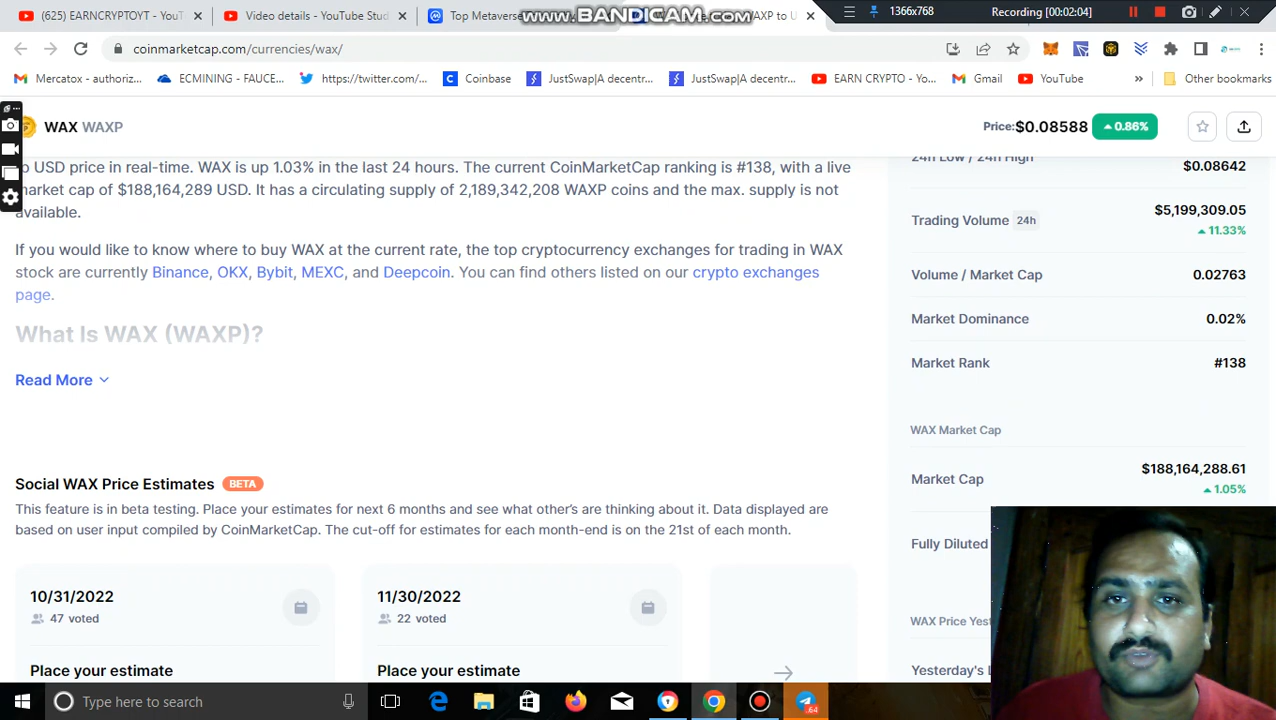 (625) EARNCRYPTOYT - YouT
Video details - YouTube Stud
Top Metaverse
www.BANDICAM.com
AXP to U
1366x768
Recording [00:02:04]
coinmarketcap.com/currencies/wax/
Mercatox - authoriz...
ECMINING - FAUCE...
https://twitter.com/...
Coinbase
JustSwap|A decentr...
JustSwap|A decentr...
EARN CRYPTO - Yo...
Gmail
YouTube
»
Other bookmarks
WAX WAXP
Price:$0.08588
0.86%
o USD price in real-time. WAX is up 1.03% in the last 24 hours. The current CoinMarketCap ranking is #138, with a live
market cap of $188,164,289 USD. It has a circulating supply of 2,189,342,208 WAXP coins and the max. supply is not
available.
If you would like to know where to buy WAX at the current rate, the top cryptocurrency exchanges for trading in WAX
stock are currently Binance, OKX, Bybit, MEXC, and Deepcoin. You can find others listed on our crypto exchanges
page.
What Is WAX (WAXP)?
Read More
Social WAX Price Estimates BETA
This feature is in beta testing. Place your estimates for next 6 months and see what other's are thinking about it. Data displayed are
based on user input compiled by CoinMarketCap. The cut-off for estimates for each month-end is on the 21st of each month.
10/31/2022
47 voted
Place your estimate
11/30/2022
22 voted
Place your estimate
24h Low / 24h High
$0.08642
Trading Volume 24h
$5,199,309.05
11.33%
Volume / Market Cap
0.02763
Market Dominance
0.02%
Market Rank
#138
WAX Market Cap
Market Cap
$188,164,288.61
1.05%
Fully Diluted
WAX Price Yest
Yesterday's L
Type here to search
64